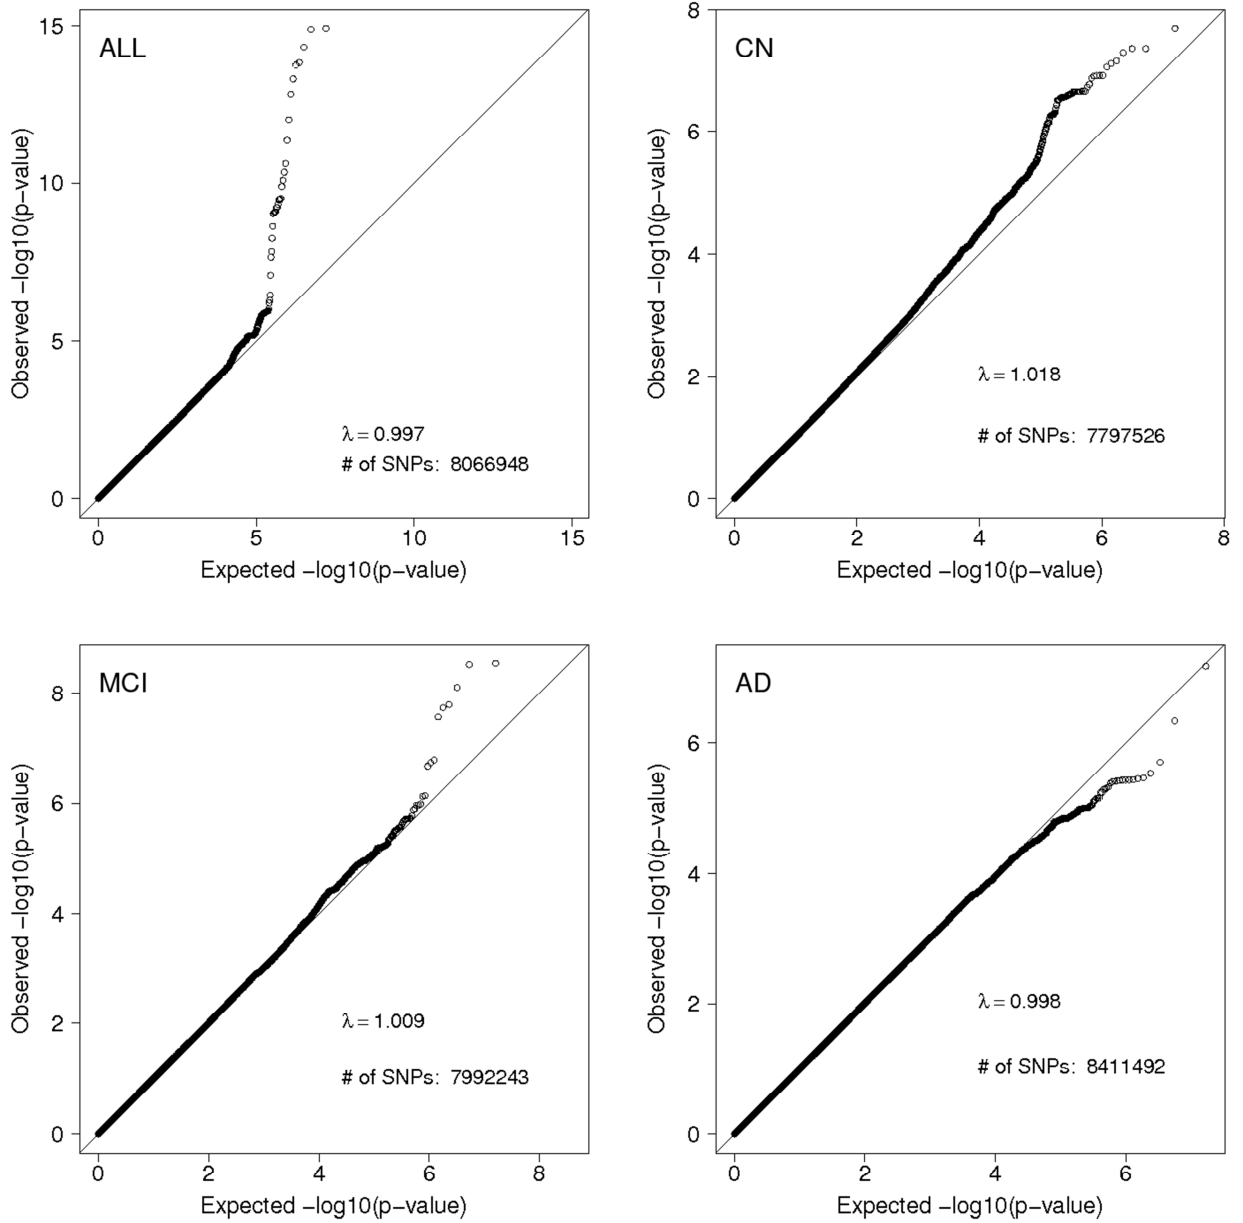 ALL
15
10
5
0
Observed −log10(p−value)
λ = 0.997
# of SNPs: 8066948
0 5 10 15
Expected −log10(p−value)
CN
8
6
4
2
0
Observed −log10(p−value)
λ = 1.018
# of SNPs: 7797526
0 2 4 6 8
Expected −log10(p−value)
MCI
8
6
4
2
0
Observed −log10(p−value)
λ = 1.009
# of SNPs: 7992243
0 2 4 6 8
Expected −log10(p−value)
AD
6
4
2
0
Observed −log10(p−value)
λ = 0.998
# of SNPs: 8411492
0 2 4 6
Expected −log10(p−value)